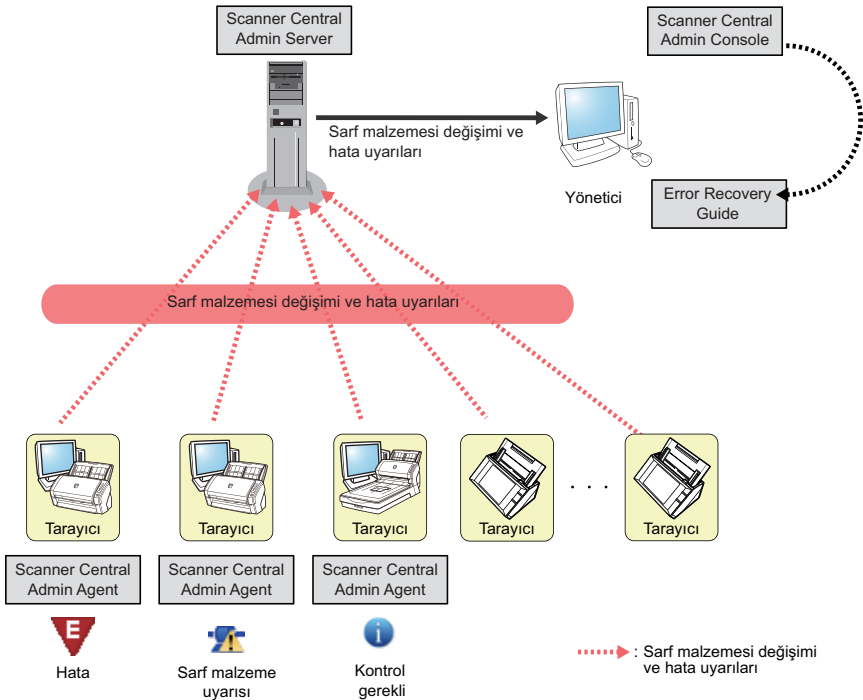 Scanner Central
Admin Server
Scanner Central
Admin Console
Sarf malzemesi değişimi ve
hata uyarıları
Yönetici
Error Recovery
Guide
Sarf malzemesi değişimi ve hata uyarıları
Tarayıcı
Tarayıcı
Tarayıcı
Tarayıcı
. . .
Tarayıcı
Scanner Central
Admin Agent
Scanner Central
Admin Agent
Scanner Central
Admin Agent
E
i
Hata
Sarf malzeme
uyarısı
Kontrol
gerekli
: Sarf malzemesi değişimi
ve hata uyarıları